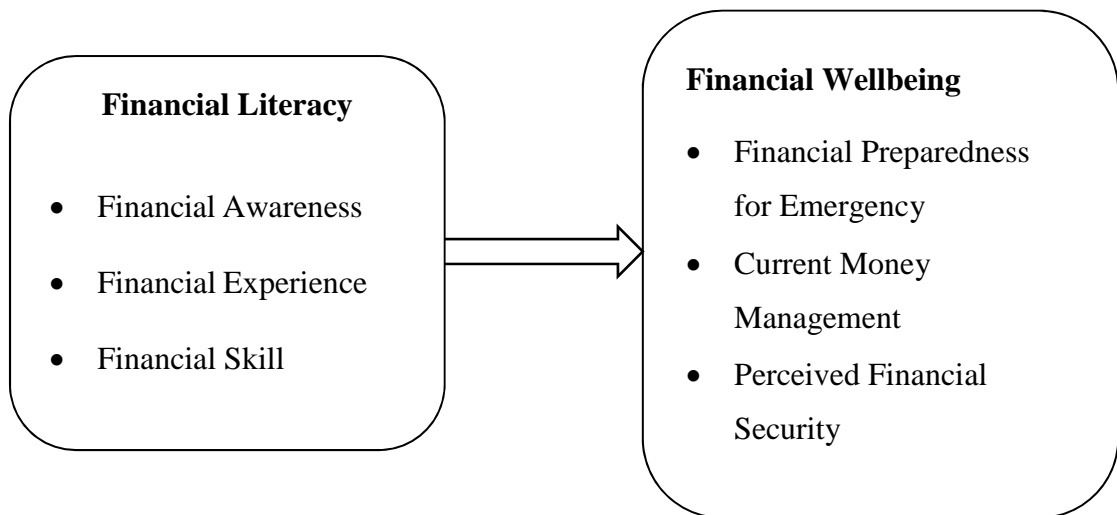 Financial Literacy
• Financial Awareness
• Financial Experience
• Financial Skill
Financial Wellbeing
• Financial Preparedness
for Emergency
• Current Money
Management
• Perceived Financial
Security